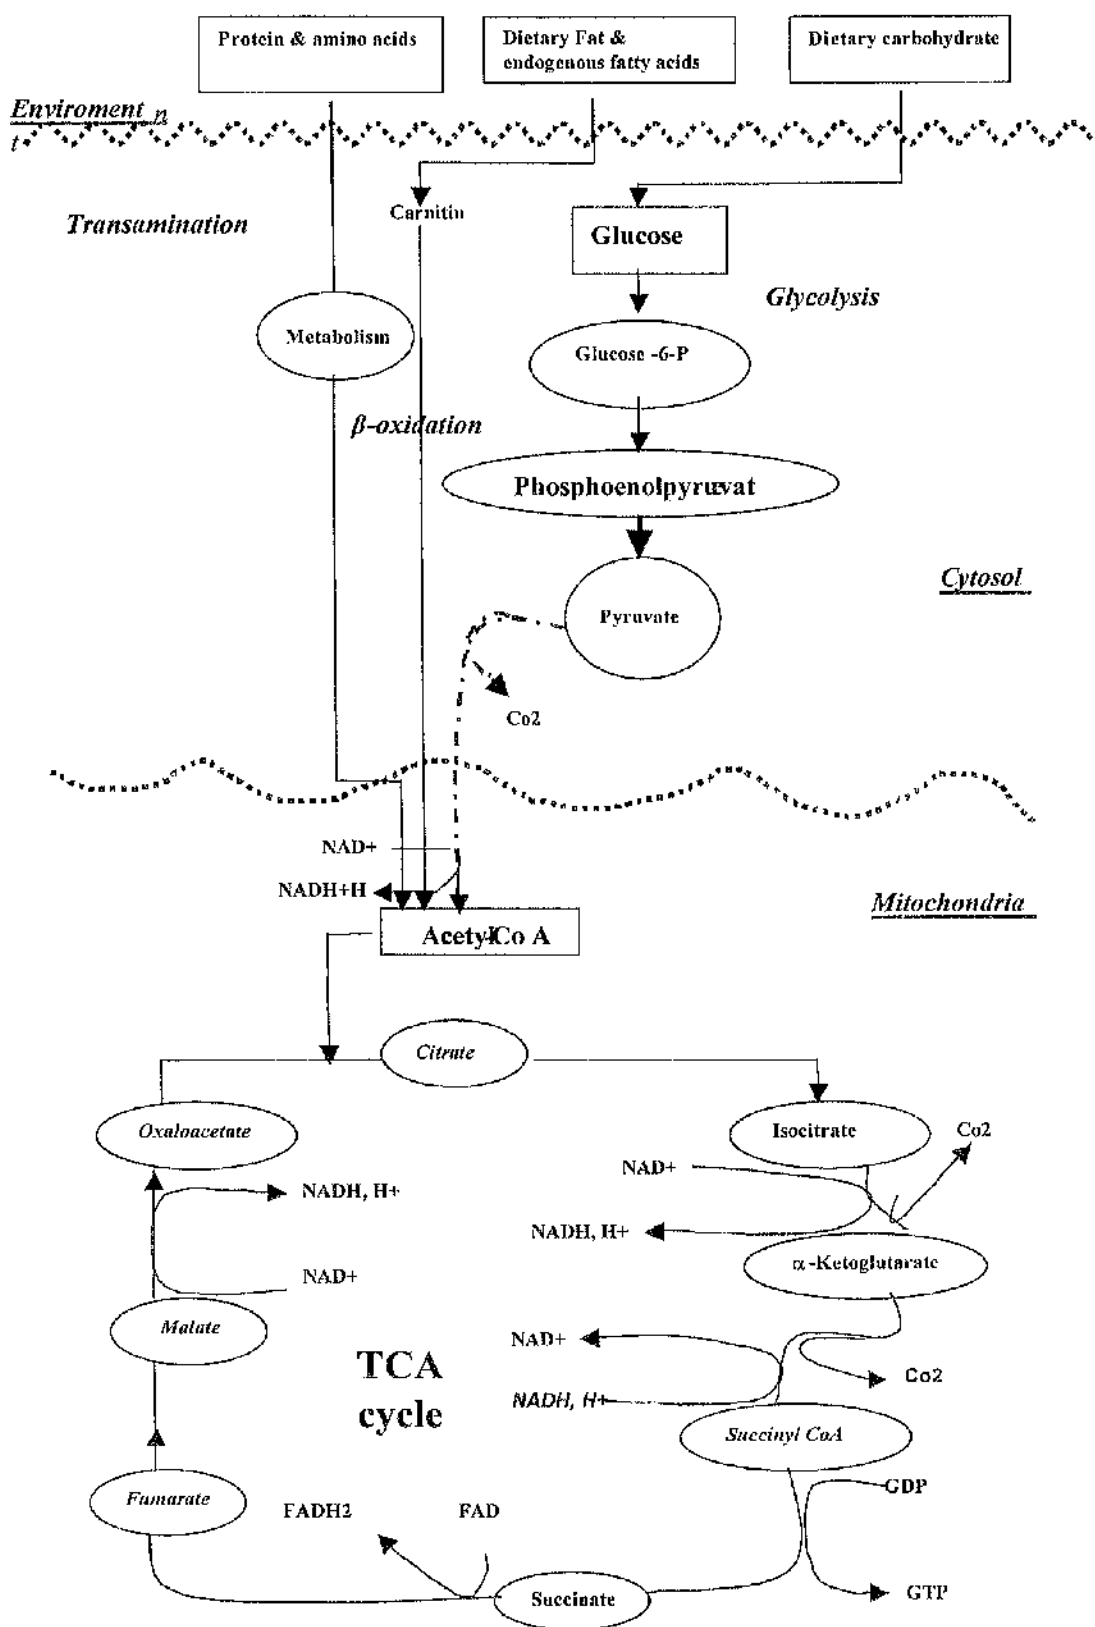 Protein & amino acids
Dietary Fat &
endogenous fatty acids
Dietary carbohydrate
Enviroment n
t
Transamination
Carnitin
Glucose
Glycolysis
Metabolism
Glucose -6-P
β-oxidation
Phosphoenolpyruvat
Cytosol
Pyruvate
Co2
NAD+
NADH+H
Mitochondria
Acetyl-Co A
Citrate
Oxaloacetate
Isocitrate
Co2
NAD+
NADH, H+
NADH, H+
α-Ketoglutarate
NAD+
Malate
NAD+
TCA
cycle
Co2
NADH, H+
Succinyl CoA
GDP
Fumarate
FADH2
FAD
Succinate
GTP